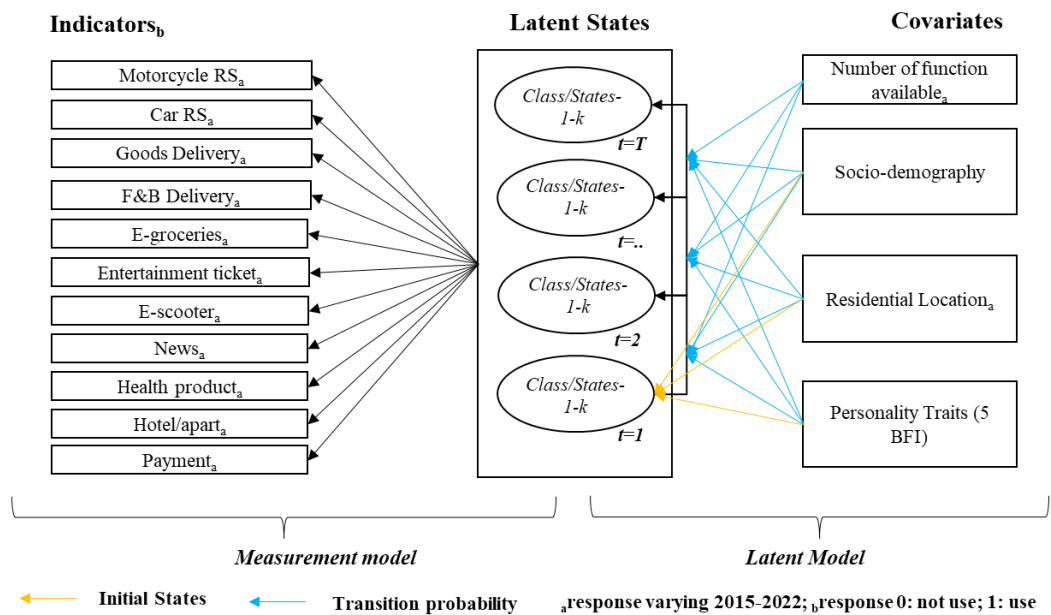 Indicatorsb
Motorcycle RSa
Car RSa
Goods Deliverya
F&B Deliverya
E-groceriesa
Entertainment ticketa
E-scootera
Newsa
Health producta
Hotel/aparta
Paymenta
Latent States
Class/States-
1-k
t=T
Class/States-
1-k
t=..
Class/States-
1-k
t=2
Class/States-
1-k
t=1
Covariates
Number of function
availablea
Socio-demography
Residential Locationa
Personality Traits (5
BFI)
Measurement model
Latent Model
Initial States
Transition probability
aresponse varying 2015-2022; bresponse 0: not use; 1: use